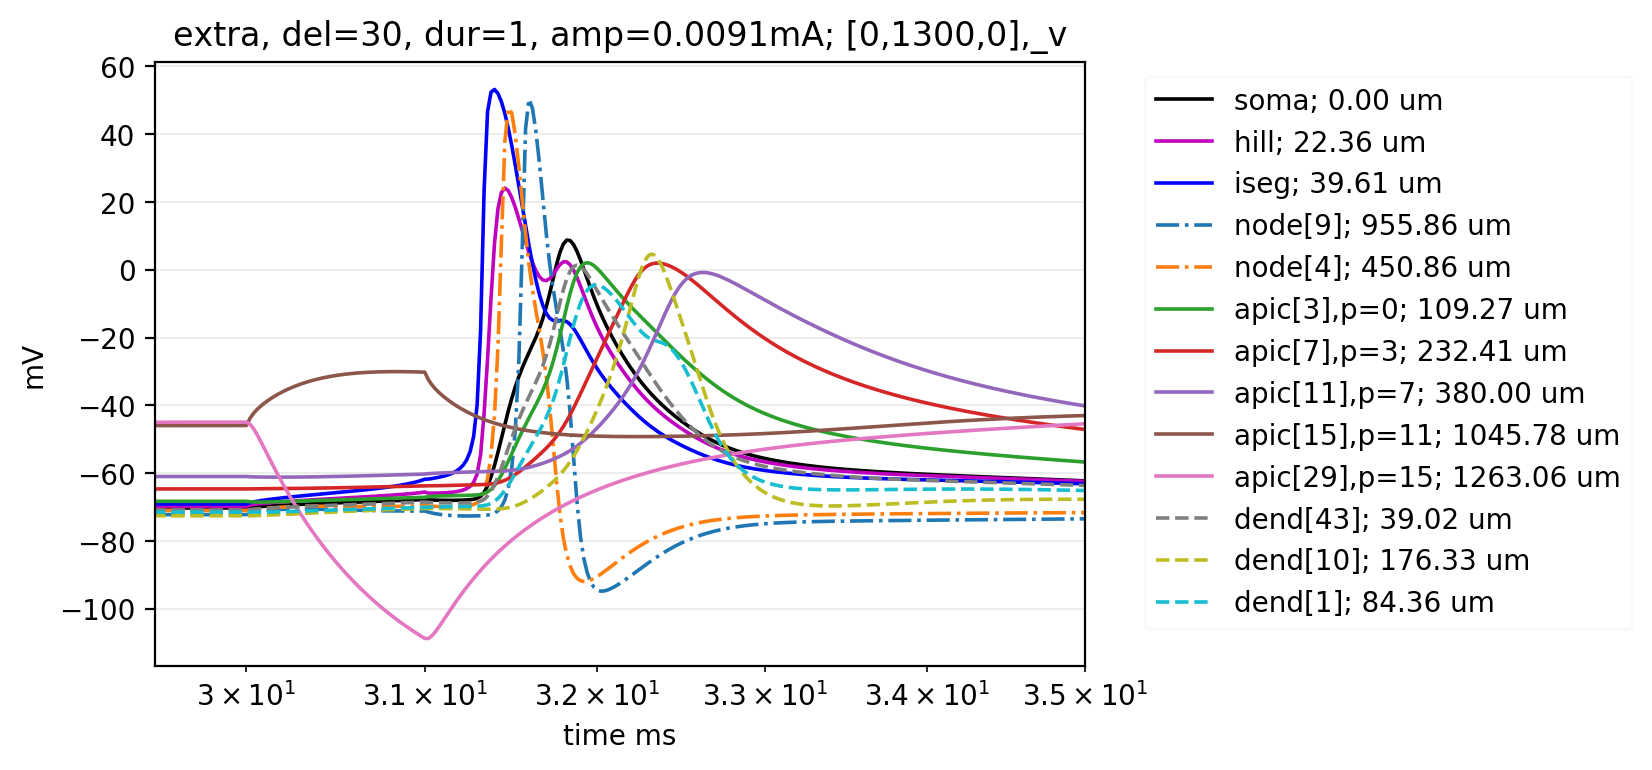 extra, del=30, dur=1, amp=0.0091mA; [0,1300,0],_v
60
40
20
0
−20
−40
−60
−80
−100
mV
3 × 10¹
3.1 × 10¹
3.2 × 10¹
3.3 × 10¹
3.4 × 10¹
3.5 × 10¹
time ms
soma; 0.00 um
hill; 22.36 um
iseg; 39.61 um
node[9]; 955.86 um
node[4]; 450.86 um
apic[3],p=0; 109.27 um
apic[7],p=3; 232.41 um
apic[11],p=7; 380.00 um
apic[15],p=11; 1045.78 um
apic[29],p=15; 1263.06 um
dend[43]; 39.02 um
dend[10]; 176.33 um
dend[1]; 84.36 um